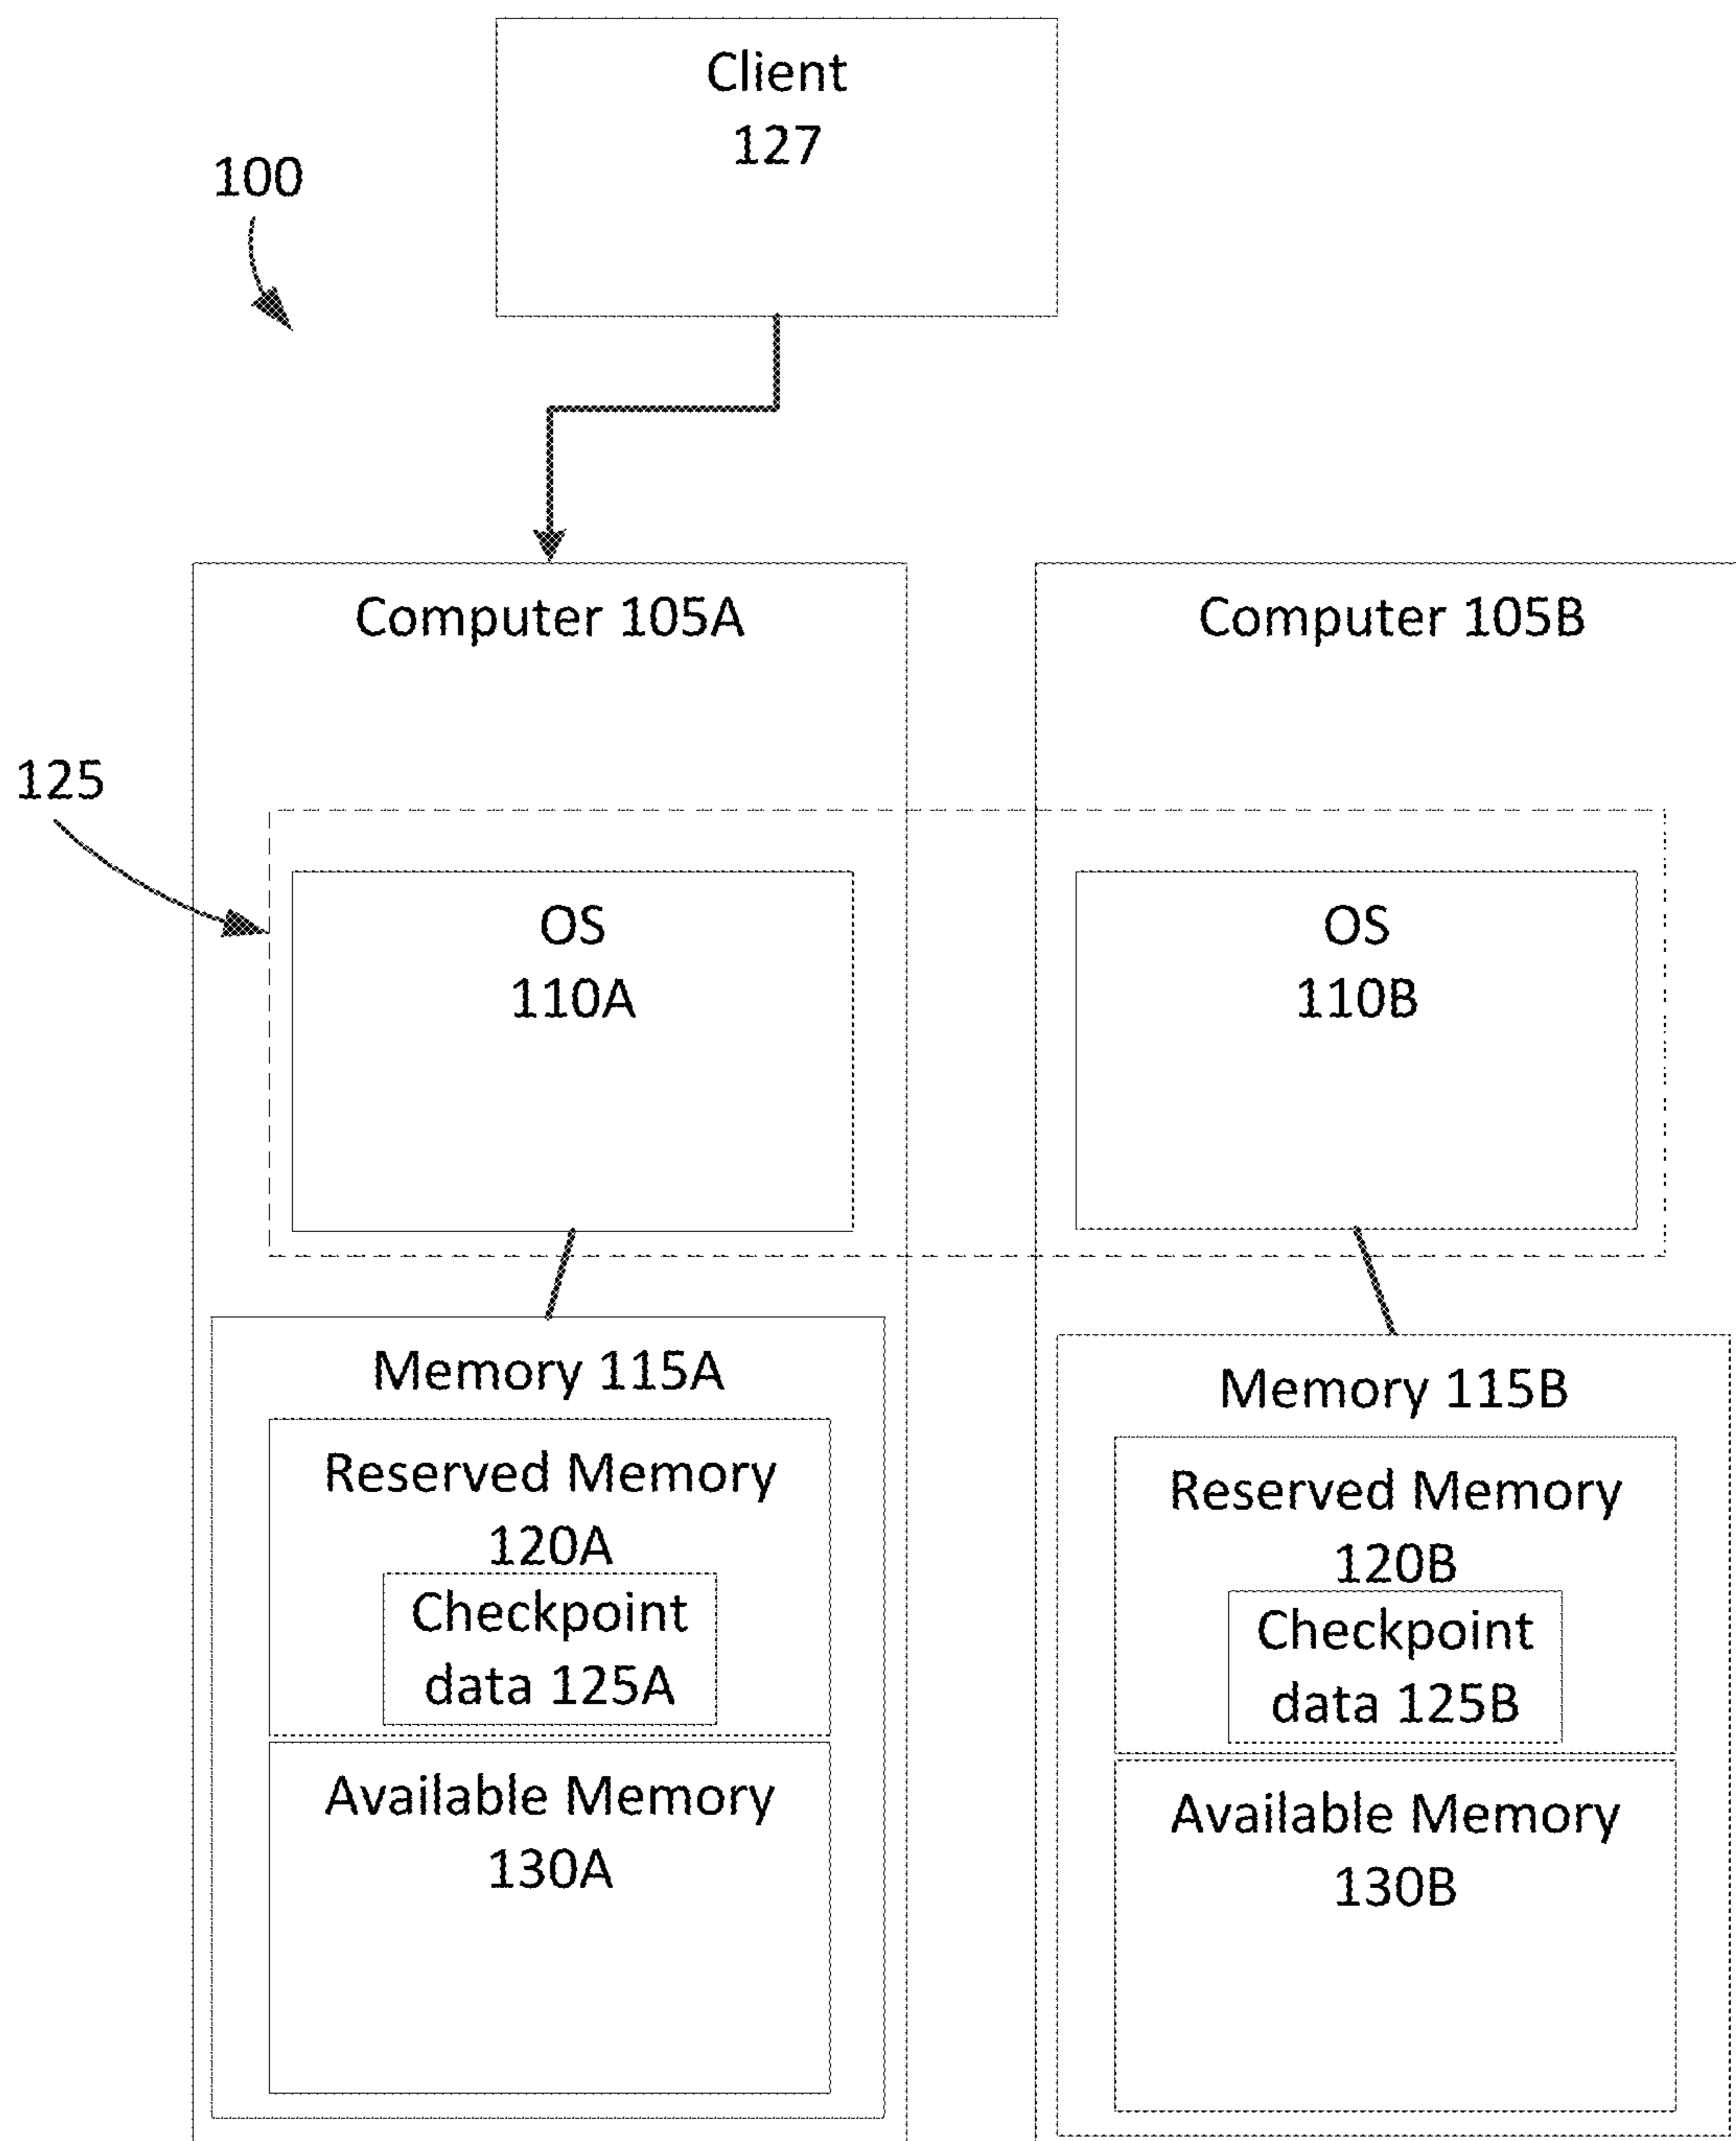 Client
127
100
Computer 105A
Computer 105B
125
OS
110A
OS
110B
Memory 115A
Reserved Memory
120A
Checkpoint
data 125A
Available Memory
130A
Memory 115B
Reserved Memory
120B
Checkpoint
data 125B
Available Memory
130B